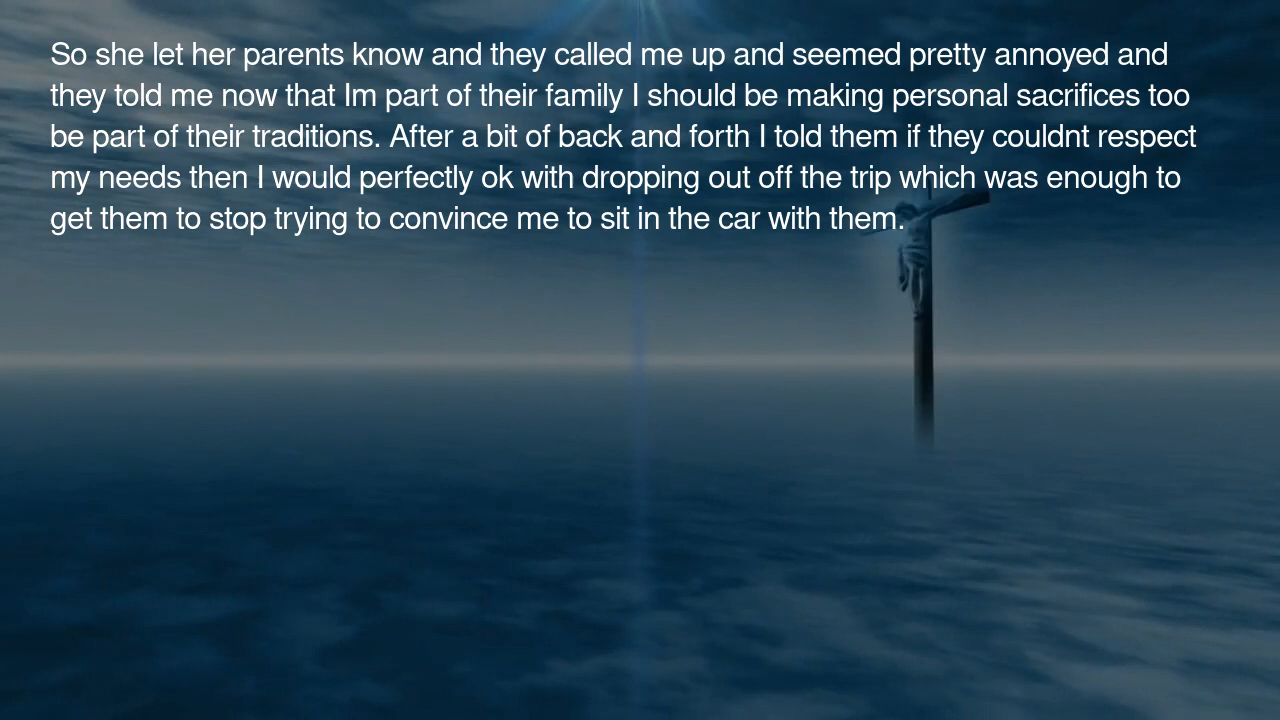 So she let her parents know and they called me up and seemed pretty annoyed and
they told me now that Im part of their family I should be making personal sacrifices too
be part of their traditions. After a bit of back and forth I told them if they couldnt respect
my needs then I would perfectly ok with dropping out off the trip which was enough to
get them to stop trying to convince me to sit in the car with them.